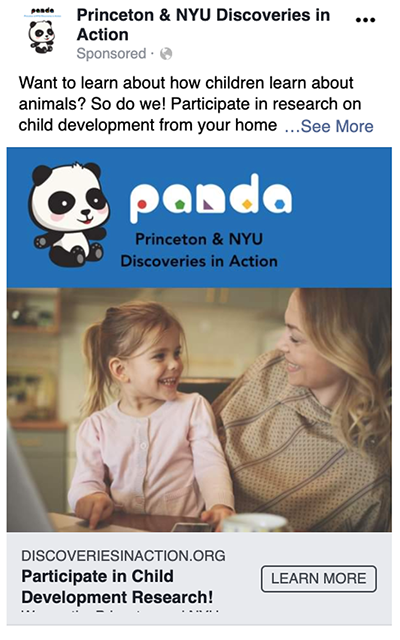 Princeton & NYU Discoveries in
Action
Sponsored ·
Want to learn about how children learn about
animals? So do we! Participate in research on
child development from your home ...See More
panda
Princeton & NYU
Discoveries in Action
DISCOVERIESINACTION.ORG
Participate in Child
Development Research!
LEARN MORE